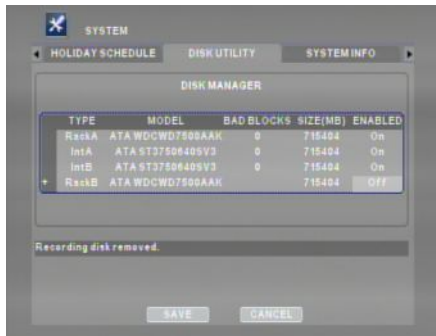 SYSTEM
HOLIDAY SCHEDULE DISK UTILITY SYSTEM INFO
DISK MANAGER
TYPE MODEL BAD BLOCKS SIZE(MB) ENABLED
RackA ATA WDCWD7500AAK 0 715404 On
IntA ATA ST3750640SV3 0 715404 On
IntB ATA ST3750640SV3 0 715404 On
+ RackB ATA WDCWD7500AAK 715404 Off
Recording disk removed.
SAVE CANCEL